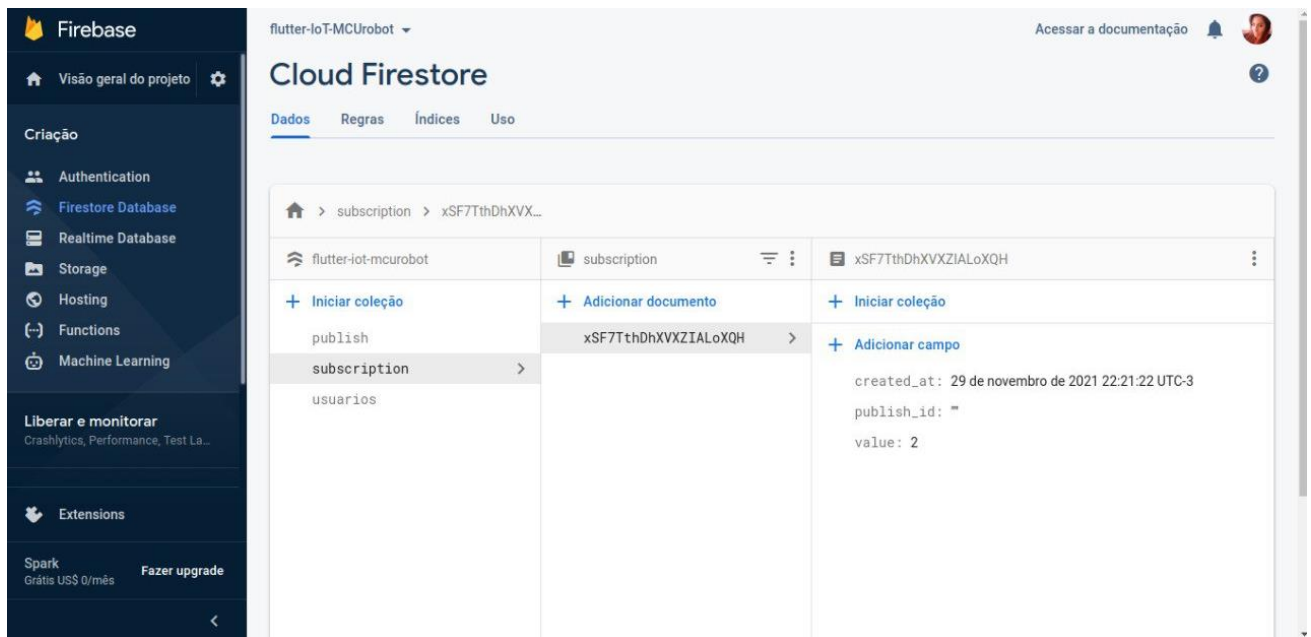 Firebase
Visão geral do projeto
Criação
Authentication
Firestore Database
Realtime Database
Storage
Hosting
Functions
Machine Learning
Liberar e monitorar
Crashlytics, Performance, Test La...
Extensions
Spark
Grátis US$ 0/mês
Fazer upgrade
flutter-IoT-MCUrobot
Acessar a documentação
Cloud Firestore
Dados Regras Índices Uso
> subscription > xSF7TthDhXVX...
flutter-iot-mcurobot
+ Iniciar coleção
publish
subscription
usuarios
subscription
+ Adicionar documento
xSF7TthDhXVXZIALoXQH
xSF7TthDhXVXZIALoXQH
+ Iniciar coleção
+ Adicionar campo
created_at: 29 de novembro de 2021 22:21:22 UTC-3
publish_id: ""
value: 2